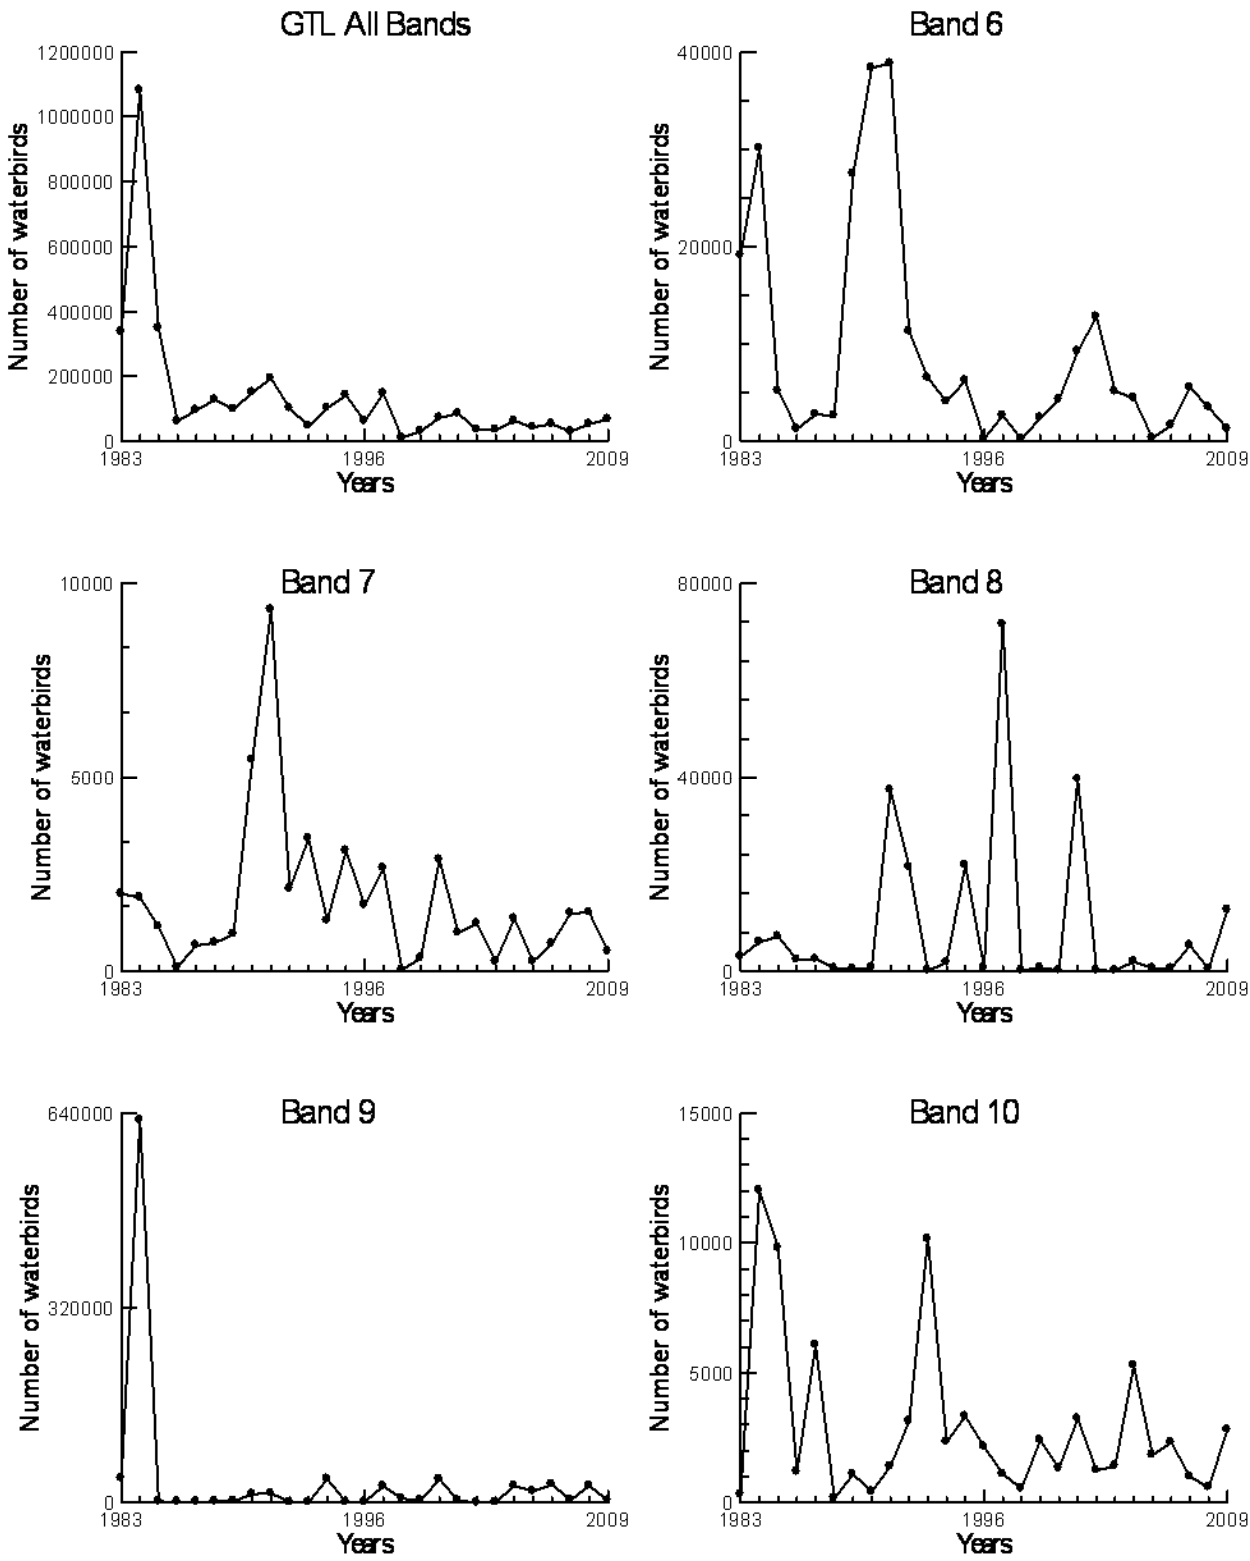 GTL All Bands
Number of waterbirds
1200000
1000000
800000
600000
400000
200000
0
1983
1996
2009
Years
Band 6
Number of waterbirds
40000
20000
0
1983
1996
2009
Years
Band 7
Number of waterbirds
10000
5000
0
1983
1996
2009
Years
Band 8
Number of waterbirds
80000
40000
0
1983
1996
2009
Years
Band 9
Number of waterbirds
640000
320000
0
1983
1996
2009
Years
Band 10
Number of waterbirds
15000
10000
5000
0
1983
1996
2009
Years